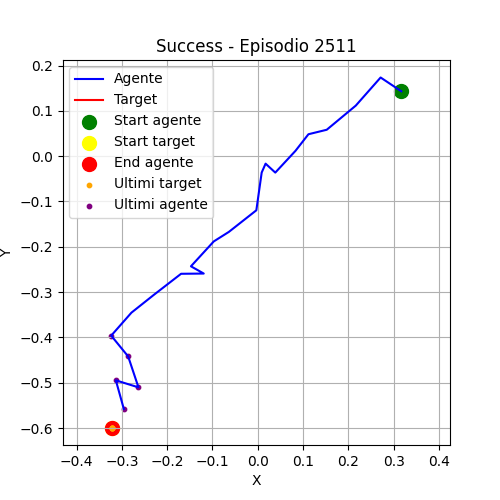 Success - Episodio 2511
Agente
Target
Start agente
Start target
End agente
Ultimi target
Ultimi agente
0.2
0.1
0.0
−0.1
−0.2
−0.3
−0.4
−0.5
−0.6
Y
−0.4
−0.3
−0.2
−0.1
0.0
0.1
0.2
0.3
0.4
X